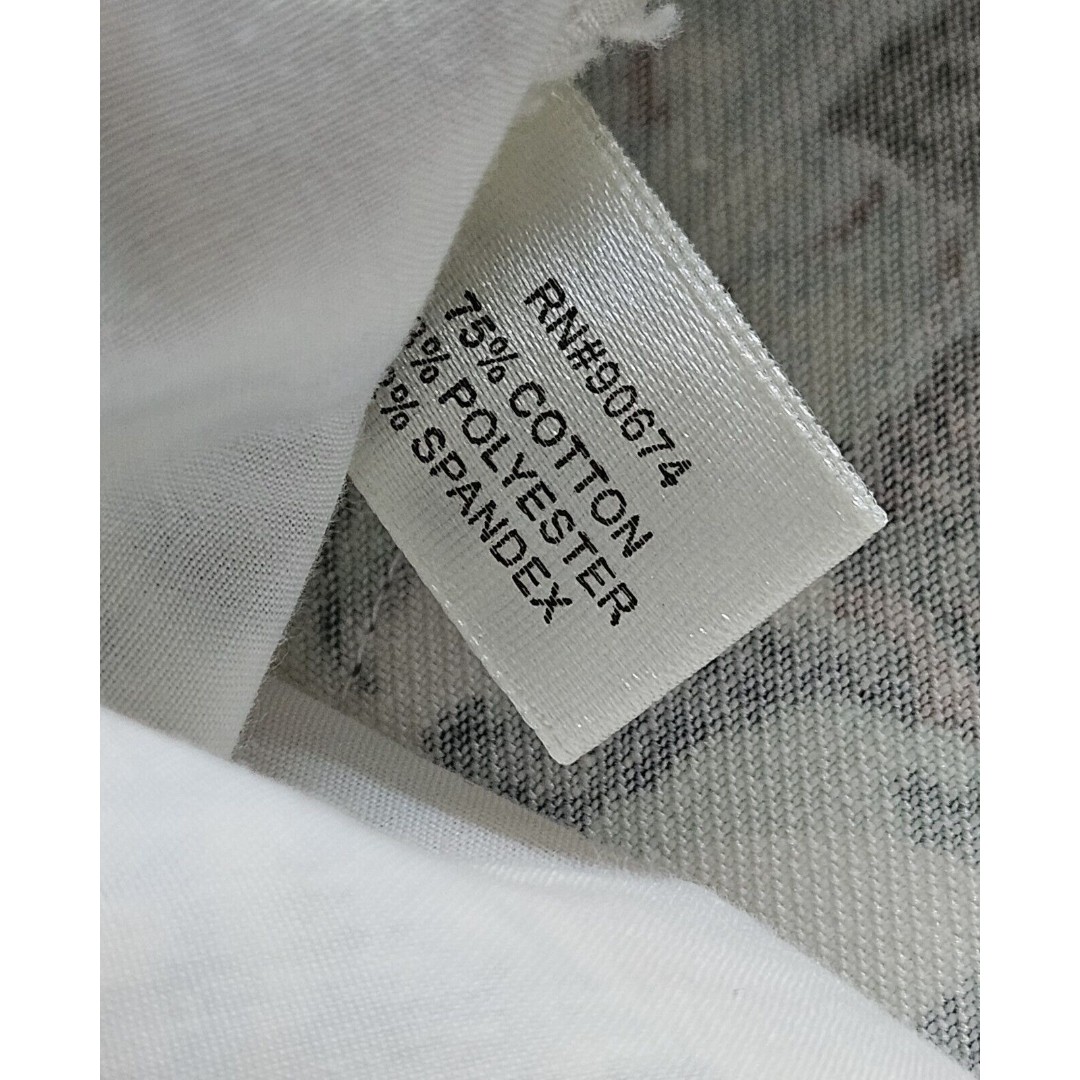 RN#90674
75% COTTON
% POLYESTER
% SPANDEX